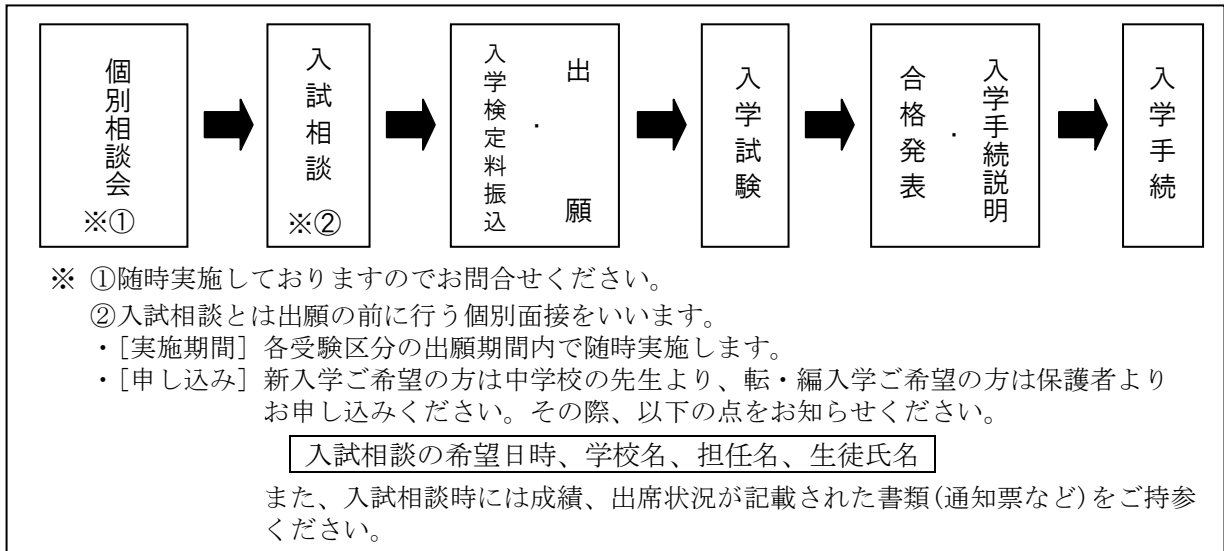 個別相談会
※①
入試相談
※②
出願
・
入学検定料振込
入学試験
入学手続説明
・
合格発表
入学手続
※ ①随時実施しておりますのでお問合せください。
②入試相談とは出願の前に行う個別面接をいいます。
・[実施期間] 各受験区分の出願期間内で随時実施します。
・[申し込み] 新入学ご希望の方は中学校の先生より、転・編入学ご希望の方は保護者より
お申し込みください。その際、以下の点をお知らせください。
入試相談の希望日時、学校名、担任名、生徒氏名
また、入試相談時には成績、出席状況が記載された書類(通知票など)をご持参
ください。